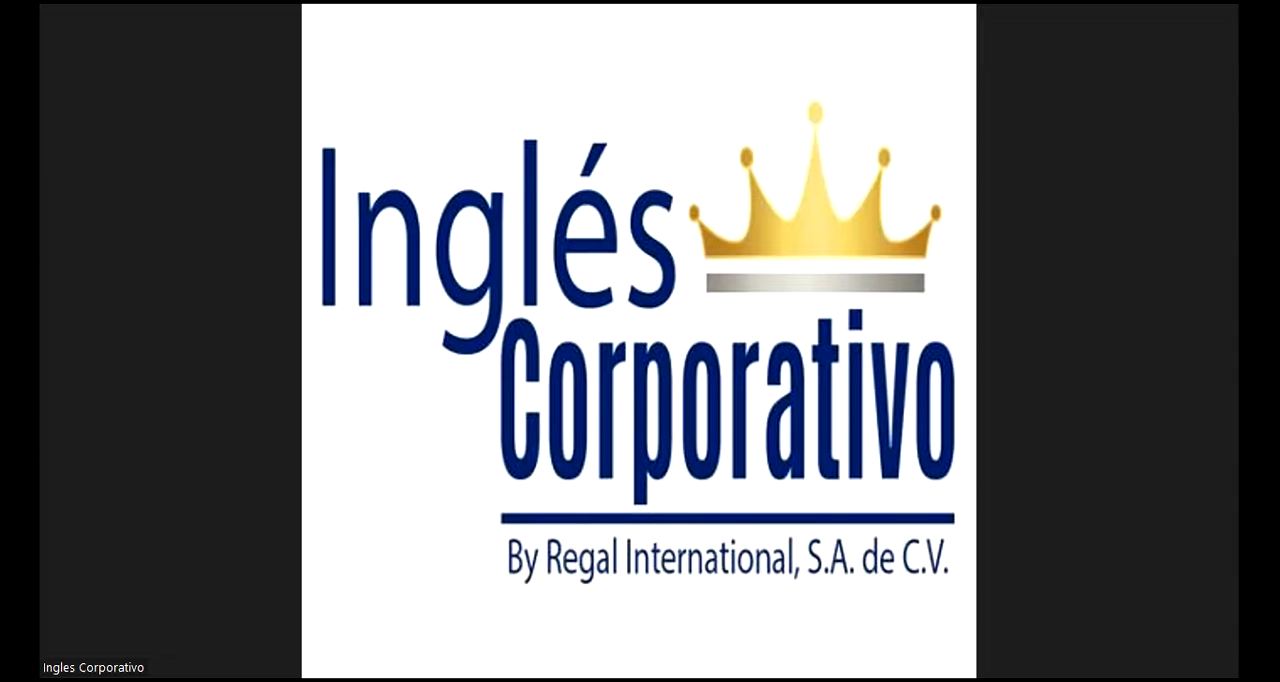 Inglés
Corporativo
By Regal International, S.A. de C.V.
Ingles Corporativo